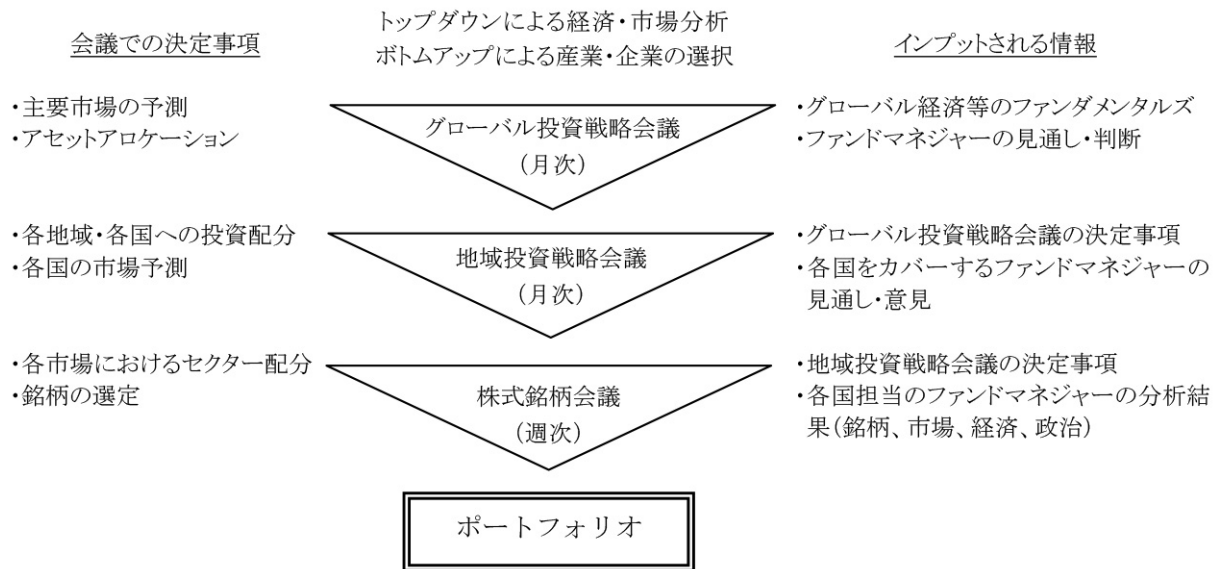 トップダウンによる経済・市場分析
ボトムアップによる産業・企業の選択
会議での決定事項
インプットされる情報
・主要市場の予測
・アセットアロケーション
グローバル投資戦略会議
(月次)
・グローバル経済等のファンダメンタルズ
・ファンドマネジャーの見通し・判断
・各地域・各国への投資配分
・各国の市場予測
地域投資戦略会議
(月次)
・グローバル投資戦略会議の決定事項
・各国をカバーするファンドマネジャーの
見通し・意見
・各市場におけるセクター配分
・銘柄の選定
株式銘柄会議
(週次)
・地域投資戦略会議の決定事項
・各国担当のファンドマネジャーの分析結
果(銘柄、市場、経済、政治)
ポートフォリオ